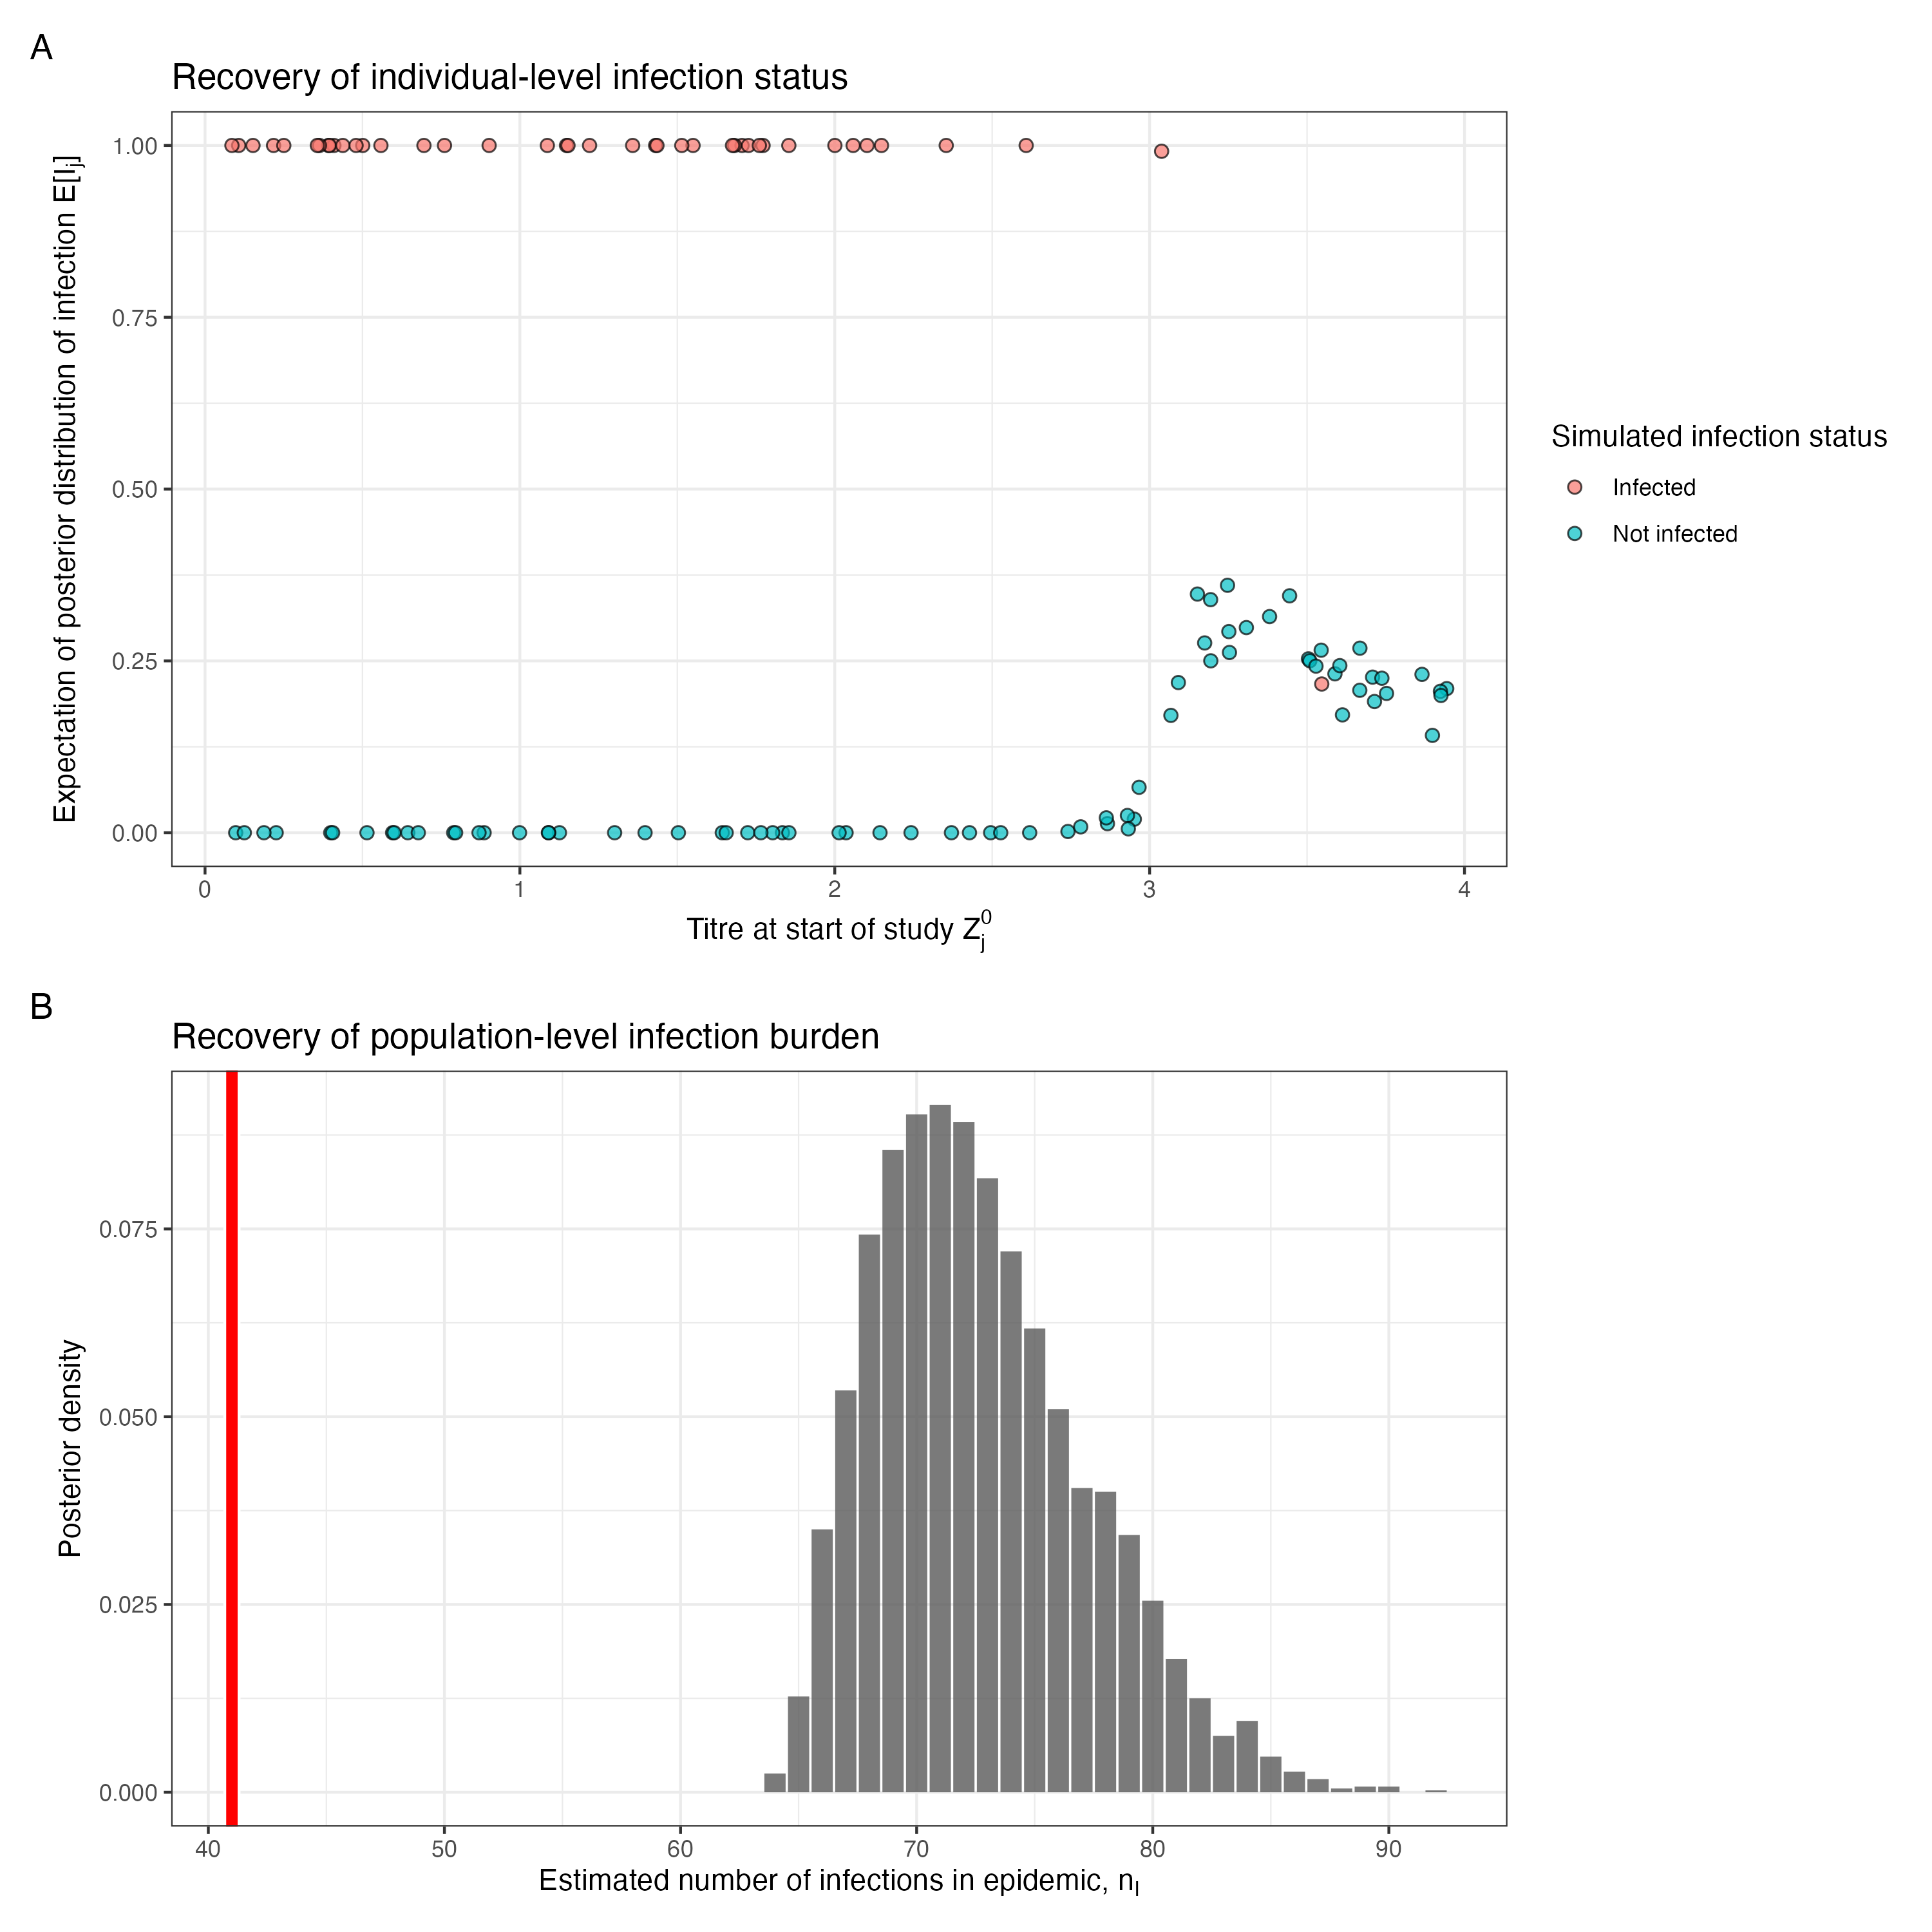 A
Recovery of individual-level infection status
Expectation of posterior distribution of infection E[Ij]
1.00
0.75
0.50
0.25
0.00
0 1 2 3 4
Titre at start of study Zj0
Simulated infection status
Infected
Not infected
B
Recovery of population-level infection burden
Posterior density
0.075
0.050
0.025
0.000
40 50 60 70 80 90
Estimated number of infections in epidemic, nI